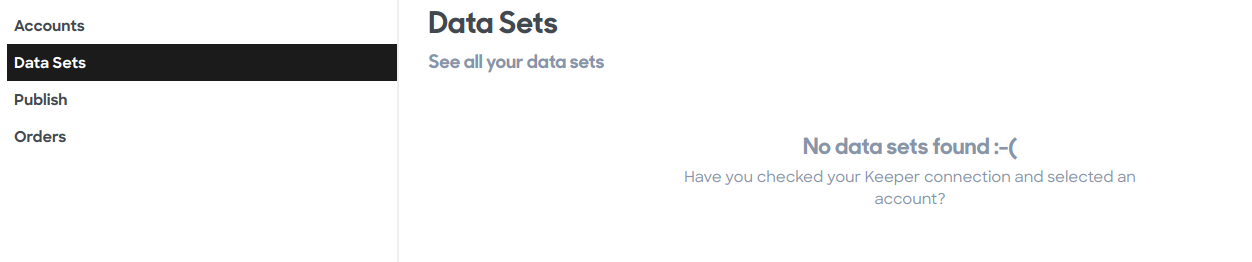 Accounts
Data Sets
Publish
Orders
Data Sets
See all your data sets
No data sets found :-(
Have you checked your Keeper connection and selected an
account?